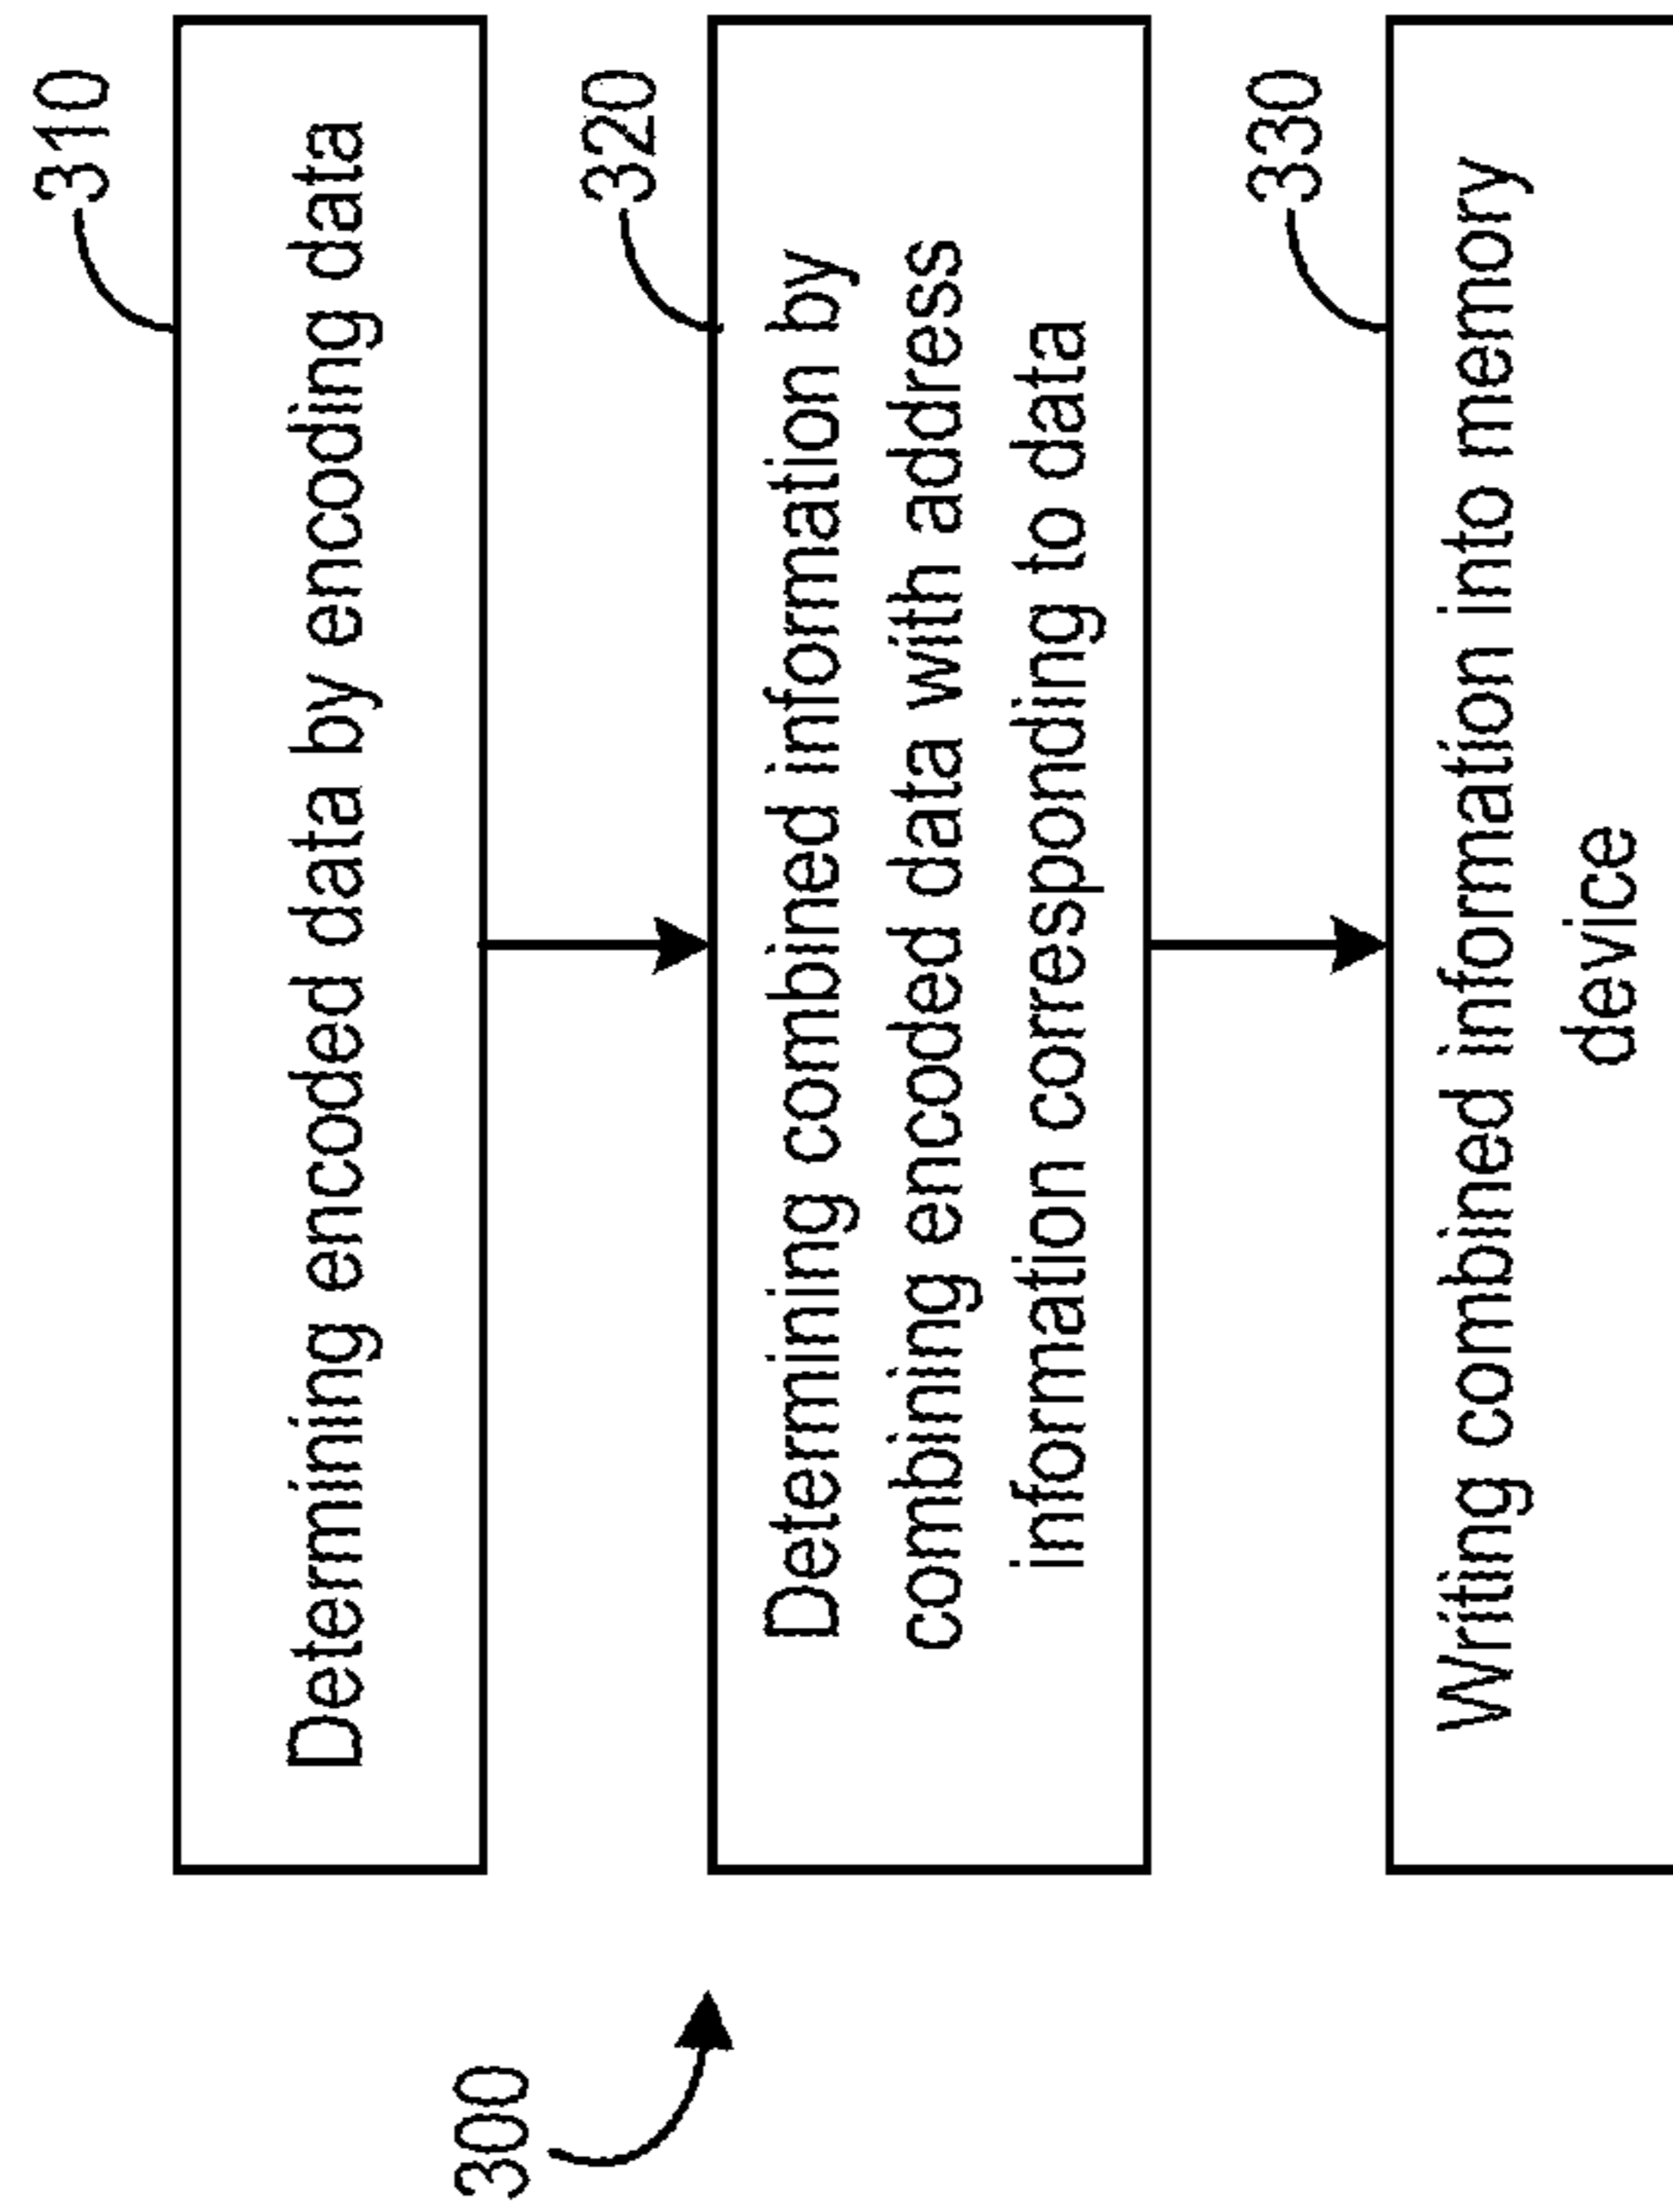 300
310
Determining encoded data by encoding data
320
Determining combined information by
combining encoded data with address
information corresponding to data
330
Writing combined information into memory
device